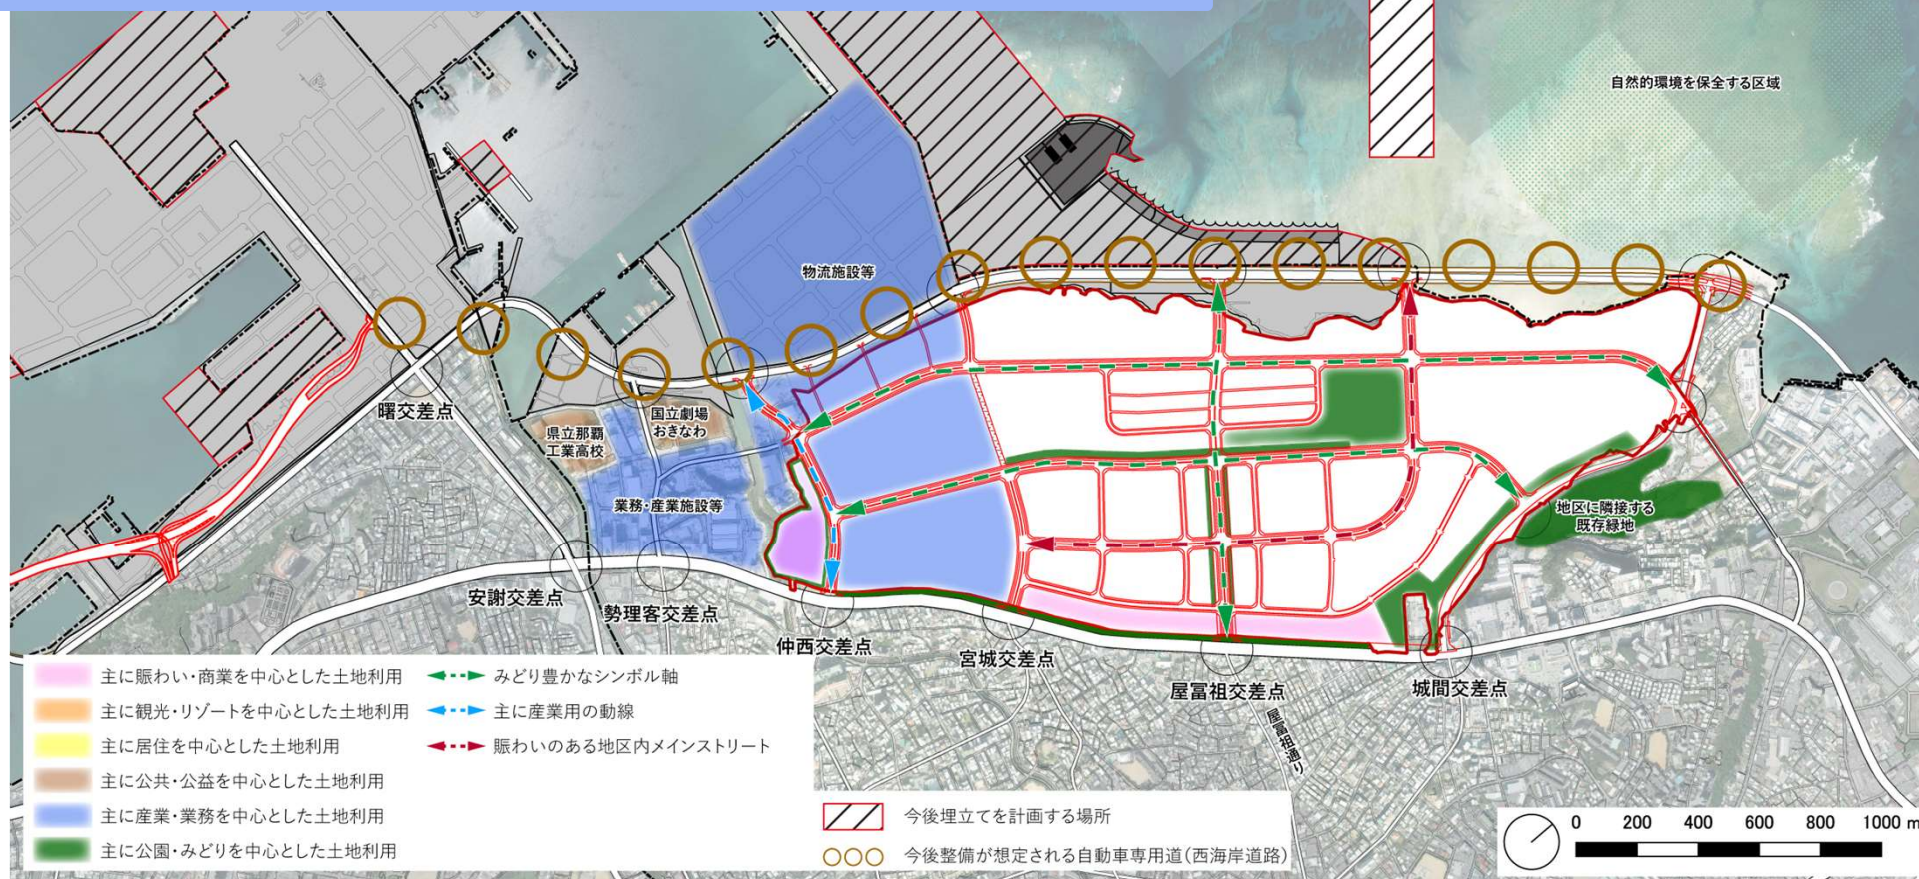 自然的環境を保全する区域
物流施設等
曙交差点
県立那覇
工業高校
国立劇場
おきなわ
業務・産業施設等
地区に隣接する
既存緑地
安謝交差点
勢理客交差点
仲西交差点
宮城交差点
屋富祖交差点
城間交差点
屋富祖通り
主に賑わい・商業を中心とした土地利用
主に観光・リゾートを中心とした土地利用
主に居住を中心とした土地利用
主に公共・公益を中心とした土地利用
主に産業・業務を中心とした土地利用
主に公園・みどりを中心とした土地利用
みどり豊かなシンボル軸
主に産業用の動線
賑わいのある地区内メインストリート
今後埋立てを計画する場所
今後整備が想定される自動車専用道(西海岸道路)
0 200 400 600 800 1000 m